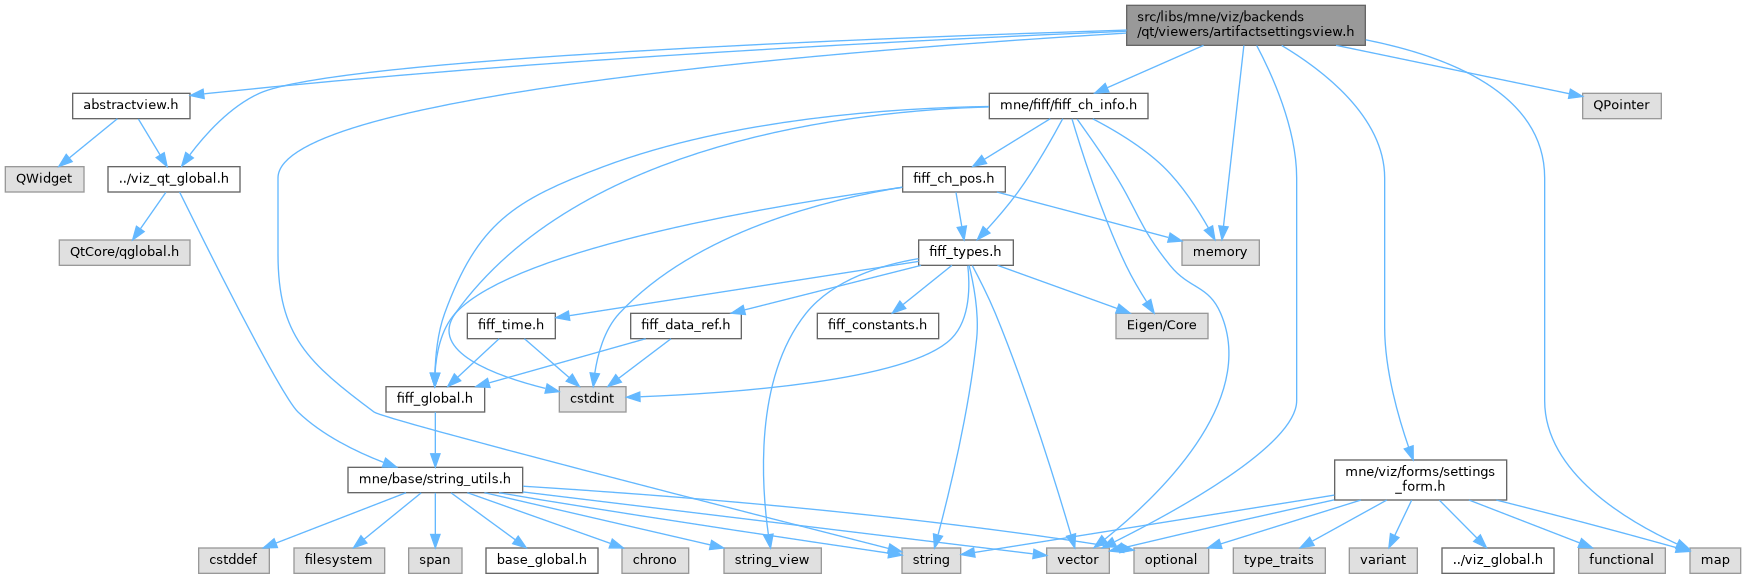 src/libs/mne/viz/backends
/qt/viewers/artifactsettingsview.h
abstractview.h
mne/fiff/fiff_ch_info.h
QPointer
QWidget
../viz_qt_global.h
fiff_ch_pos.h
QtCore/qglobal.h
fiff_types.h
memory
fiff_time.h
fiff_data_ref.h
fiff_constants.h
Eigen/Core
fiff_global.h
cstdint
mne/base/string_utils.h
mne/viz/forms/settings
_form.h
cstddef
filesystem
span
base_global.h
chrono
string_view
string
vector
optional
type_traits
variant
../viz_global.h
functional
map